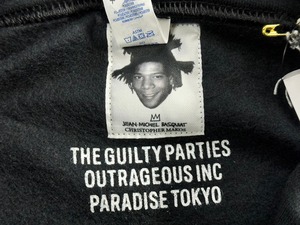 JEAN-MICHEL BASQUIAT
CHRISTOPHER MAKOS
THE GUILTY PARTIES
OUTRAGEOUS INC
PARADISE TOKYO